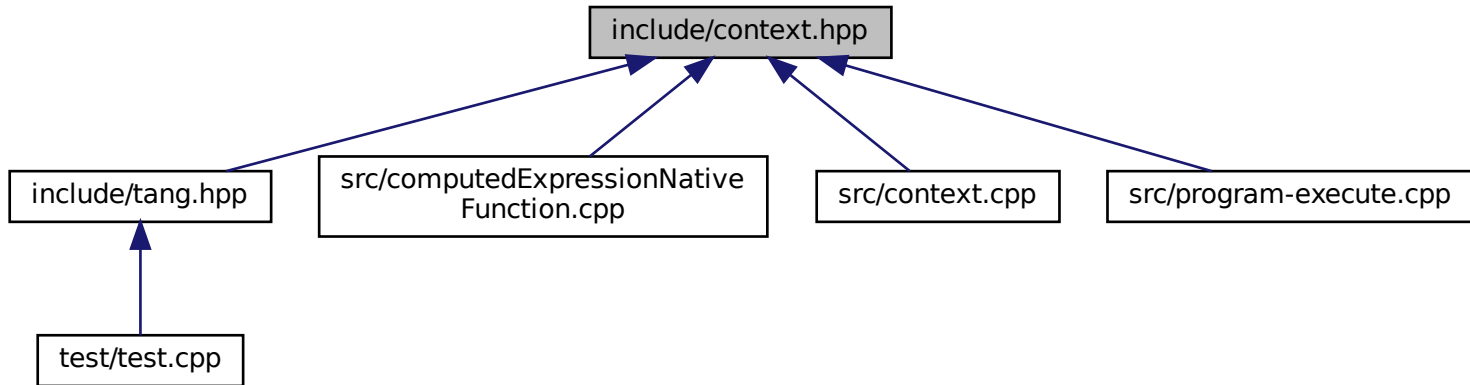 include/context.hpp
include/tang.hpp
src/computedExpressionNative
Function.cpp
src/context.cpp
src/program-execute.cpp
test/test.cpp